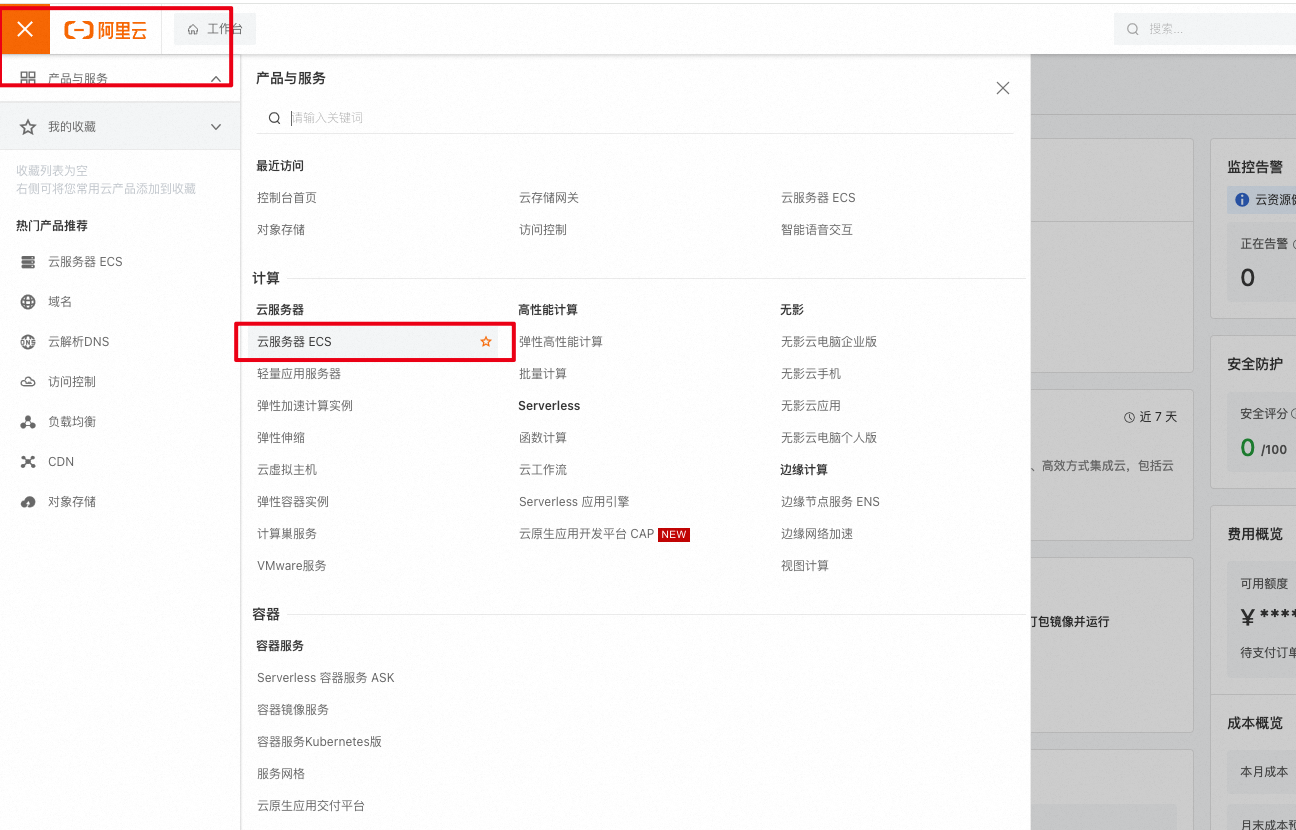 阿里云
工作台
搜索...
产品与服务
我的收藏
收藏列表为空
右侧可将您常用云产品添加到收藏
热门产品推荐
云服务器 ECS
域名
云解析DNS
访问控制
负载均衡
CDN
对象存储
产品与服务
请输入关键词
最近访问
控制台首页 云存储网关 云服务器 ECS
对象存储 访问控制 智能语音交互
计算
云服务器 高性能计算 无影
云服务器 ECS 弹性高性能计算 无影云电脑企业版
轻量应用服务器 批量计算 无影云手机
弹性加速计算实例 Serverless 无影云应用
弹性伸缩 函数计算 无影云电脑个人版
云虚拟主机 云工作流 边缘计算
弹性容器实例 Serverless 应用引擎 边缘节点服务 ENS
计算巢服务 云原生应用开发平台 CAP NEW 边缘网络加速
VMware服务 视图计算
容器
容器服务
Serverless 容器服务 ASK
容器镜像服务
容器服务Kubernetes版
服务网格
云原生应用交付平台
近 7 天
、高效方式集成云，包括云
打包镜像并运行
监控告警
云资源健
正在告警
0
安全防护
安全评分
0 /100
费用概览
可用额度
¥ ****
待支付订单
成本概览
本月成本
月末成本预